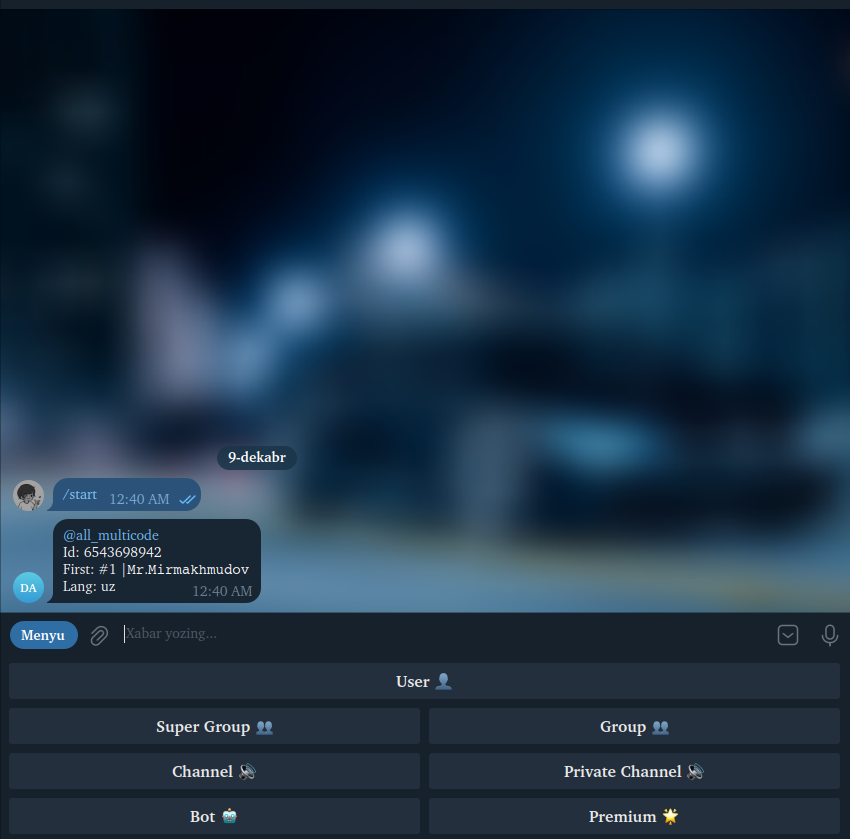 9-dekabr
/start 12:40 AM
@all_multicode
Id: 6543698942
First: #1 |Mr.Mirmakhmudov
Lang: uz 12:40 AM
DA
Menyu Xabar yozing...
User 👤
Super Group 👥 Group 👥
Channel 🔊 Private Channel 🔊
Bot 🤖 Premium 🌟